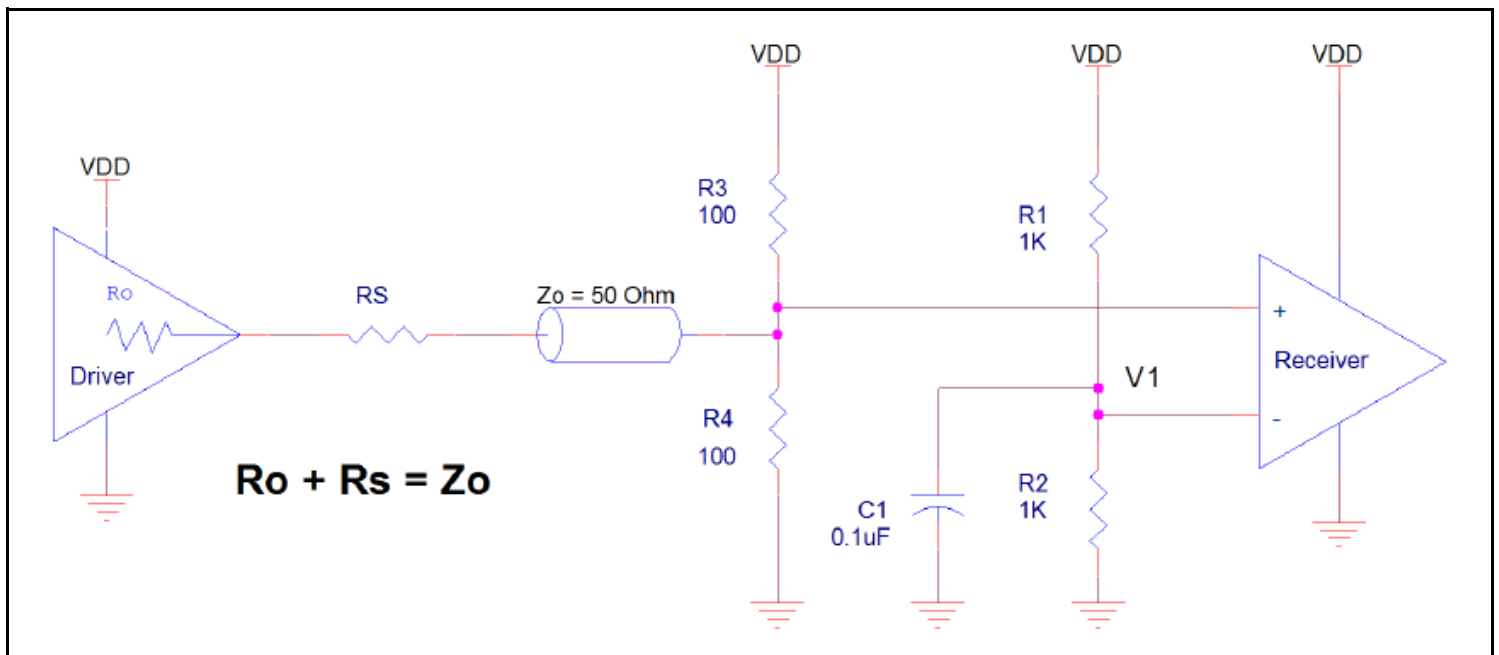 VDD
VDD
VDD
VDD
R3
100
R1
1K
Ro
RS
Zo = 50 Ohm
+
Driver
Receiver
V1
R4
100
-
Ro + Rs = Zo
R2
1K
C1
0.1uF